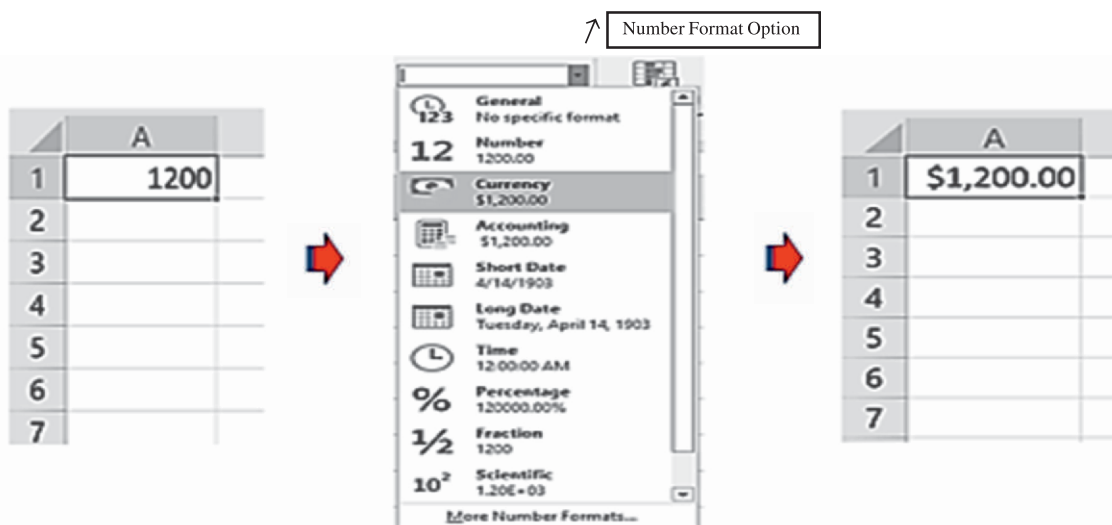 Number Format Option
A
1 1200
2
3
4
5
6
7
General
123 No specific format
12 Number
1200.00
Currency
$1,200.00
Accounting
$1,200.00
Short Date
4/14/1903
Long Date
Tuesday, April 14, 1903
Time
12:00:00 AM
% Percentage
120000.00%
1/2 Fraction
1200
10² Scientific
1.20E+03
More Number Formats...
A
1 $1,200.00
2
3
4
5
6
7